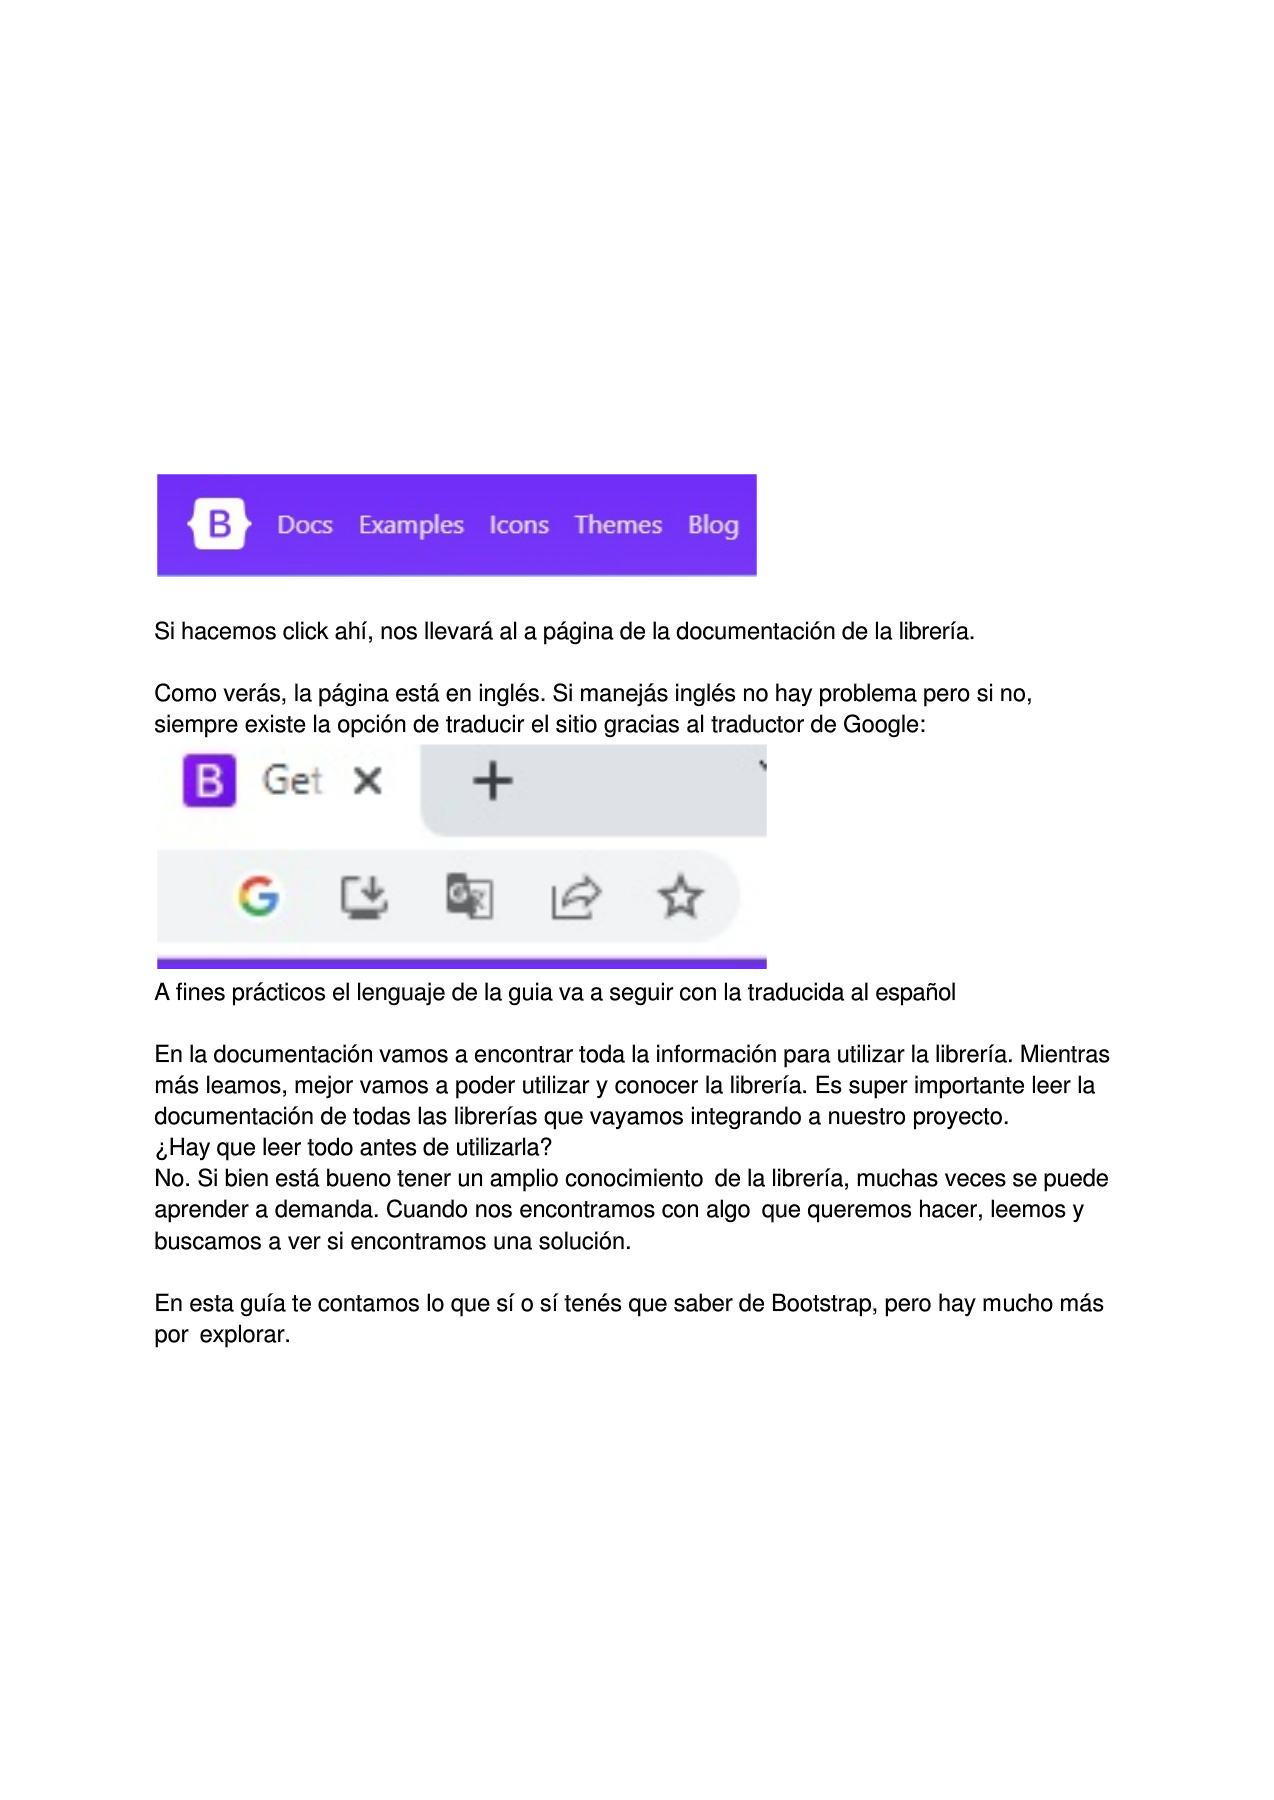 B Docs Examples Icons Themes Blog
Si hacemos click ahí, nos llevará al a página de la documentación de la librería.
Como verás, la página está en inglés. Si manejás inglés no hay problema pero si no,
siempre existe la opción de traducir el sitio gracias al traductor de Google:
B Get
G
A fines prácticos el lenguaje de la guia va a seguir con la traducida al español
En la documentación vamos a encontrar toda la información para utilizar la librería. Mientras
más leamos, mejor vamos a poder utilizar y conocer la librería. Es super importante leer la
documentación de todas las librerías que vayamos integrando a nuestro proyecto.
¿Hay que leer todo antes de utilizarla?
No. Si bien está bueno tener un amplio conocimiento de la librería, muchas veces se puede
aprender a demanda. Cuando nos encontramos con algo que queremos hacer, leemos y
buscamos a ver si encontramos una solución.
En esta guía te contamos lo que sí o sí tenés que saber de Bootstrap, pero hay mucho más
por explorar.